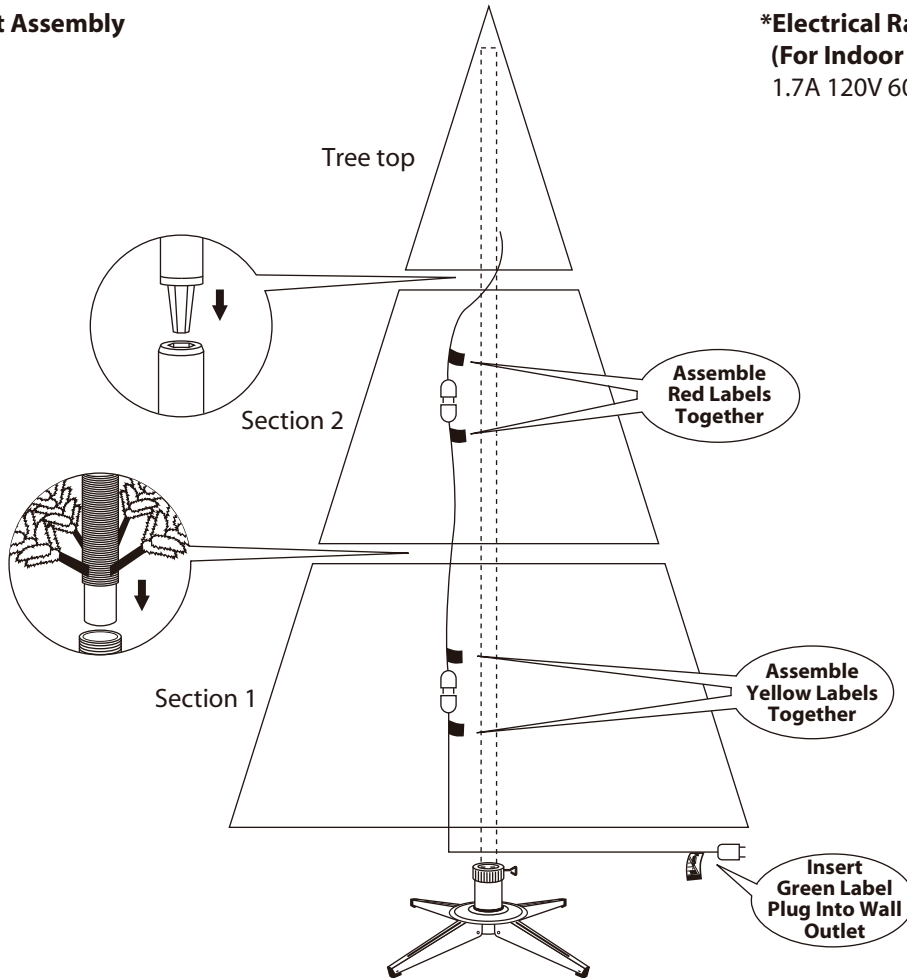 t Assembly
*Electrical Ra
(For Indoor
1.7A 120V 60
Tree top
Assemble
Red Labels
Together
Section 2
Assemble
Yellow Labels
Together
Section 1
Insert
Green Label
Plug Into Wall
Outlet